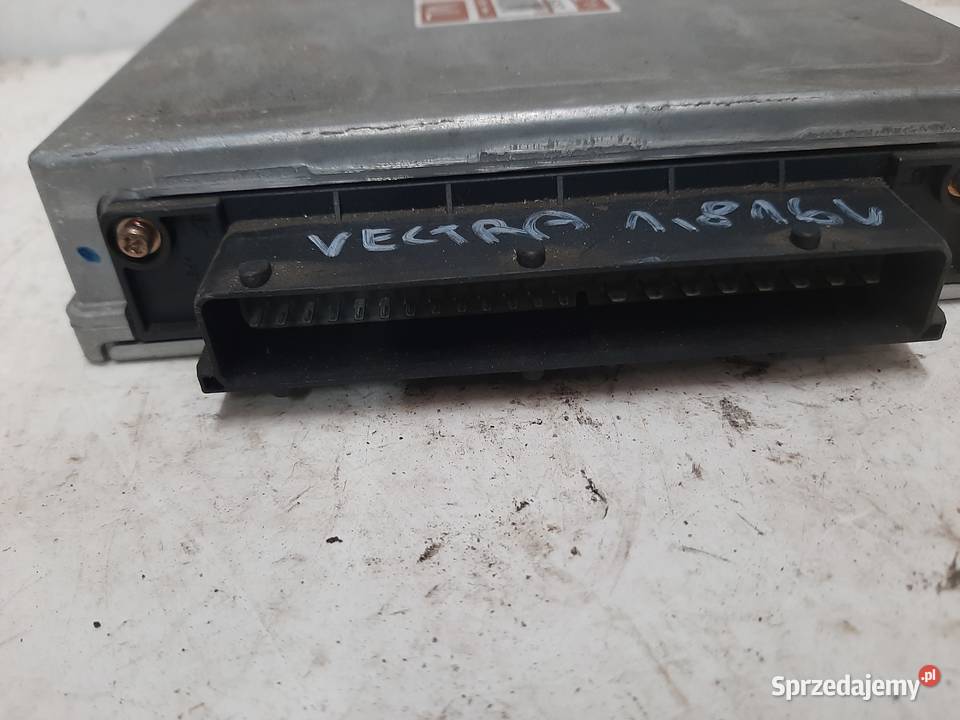 VECTRA 1,8 16V
Sprzedajemy.pl